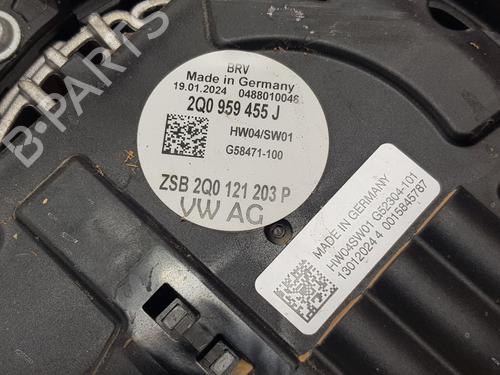 BRV
Made in Germany
19.01.2024 0488010046
2Q0 959 455 J
HW04/SW01
G58471-100
ZSB 2Q0 121 203 P
VW AG
MADE IN GERMANY
HW04SW01 G52304-101
13012024 4 0015845787
B-PARTS